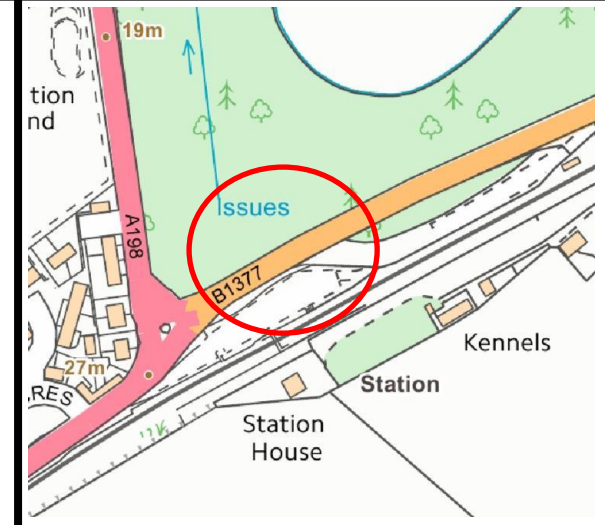 19m
tion
nd
Issues
A198
B1377
27m
RES
Kennels
Station
Station
House